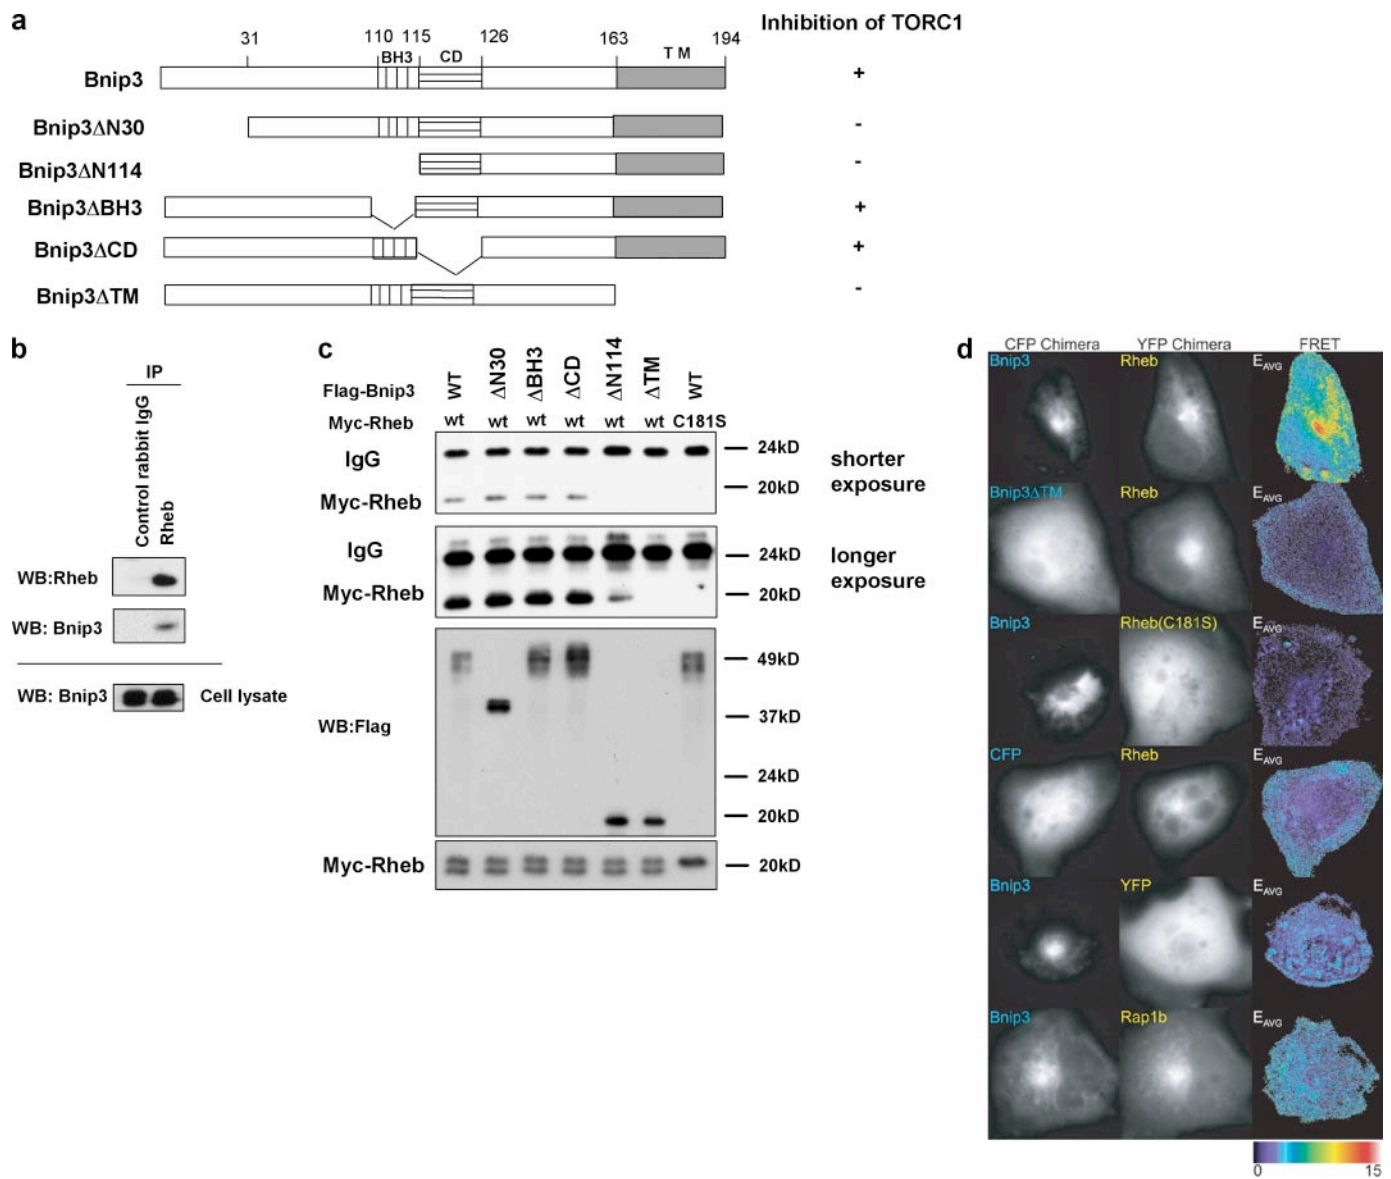 a
Inhibition of TORC1
31 110 115 126 163 194
BH3 CD T M
Bnip3 +
Bnip3ΔN30 -
Bnip3ΔN114 -
Bnip3ΔBH3 +
Bnip3ΔCD +
Bnip3ΔTM -
b
IP
Control rabbit IgG
Rheb
WB:Rheb
WB: Bnip3
WB: Bnip3 Cell lysate
c
Flag-Bnip3 WT ΔN30 ΔBH3 ΔCD ΔN114 ΔTM WT
Myc-Rheb wt wt wt wt wt wt C181S
IgG 24kD
Myc-Rheb 20kD
shorter
exposure
IgG 24kD
Myc-Rheb 20kD
longer
exposure
49kD
37kD
WB:Flag
24kD
20kD
Myc-Rheb 20kD
d
CFP Chimera YFP Chimera FRET
Bnip3 Rheb EAVG
Bnip3ΔTM Rheb EAVG
Bnip3 Rheb(C181S) EAVG
CFP Rheb EAVG
Bnip3 YFP EAVG
Bnip3 Rap1b EAVG
0 15